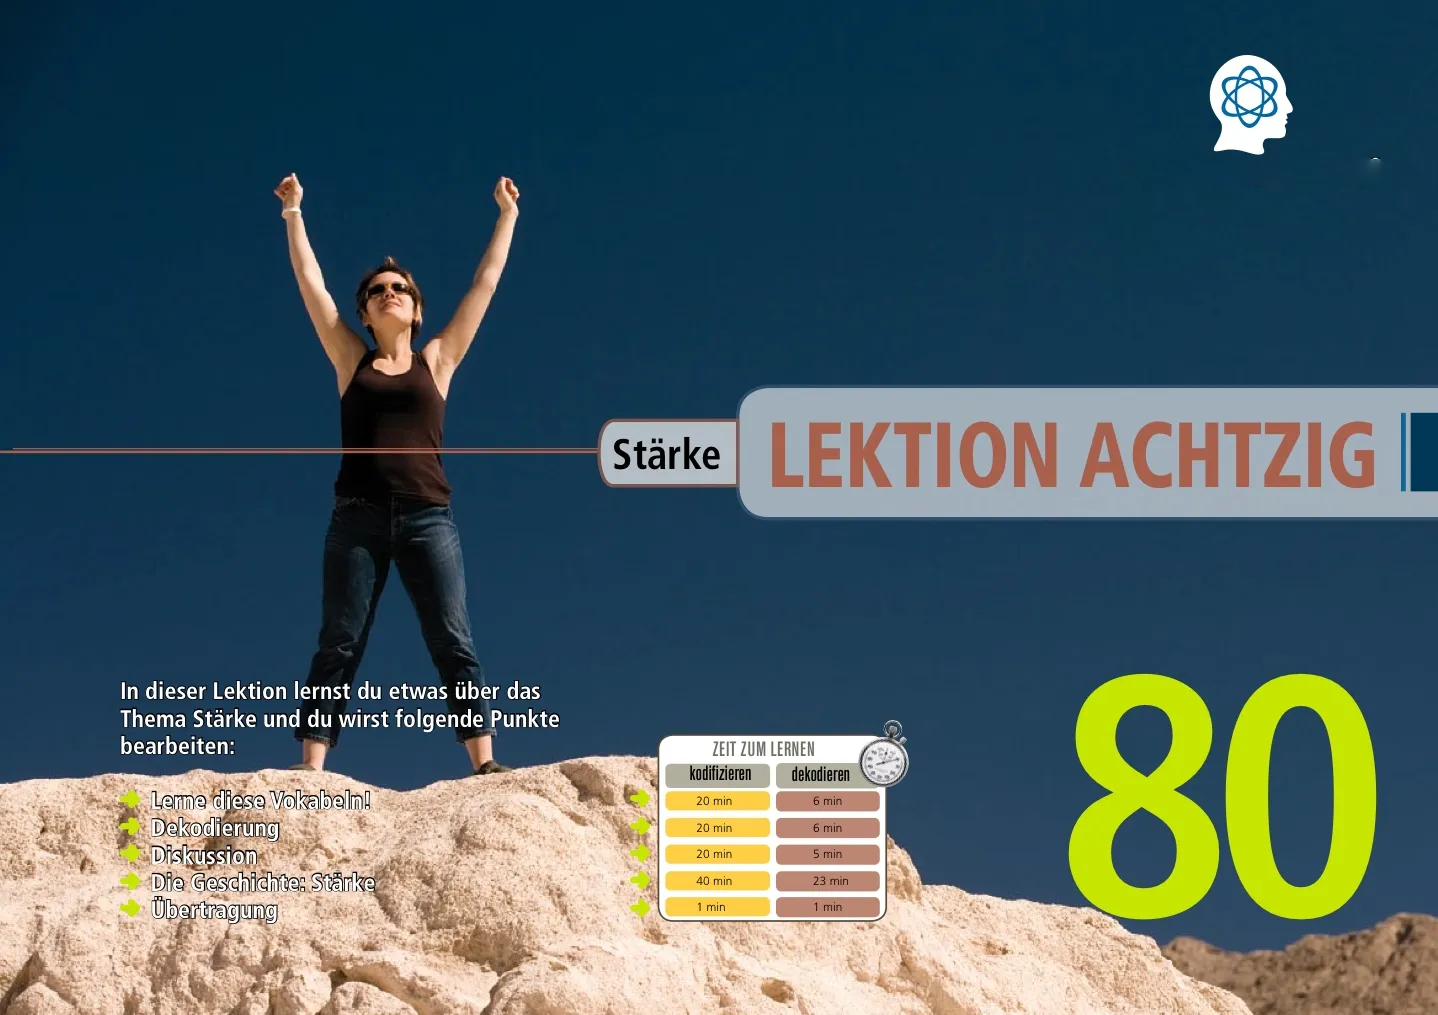 Stärke
LEKTION ACHTZIG
In dieser Lektion lernst du etwas über das
Thema Stärke und du wirst folgende Punkte
bearbeiten:
Lerne diese Vokabeln!
Dekodierung
Diskussion
Die Geschichte: Stärke
Übertragung
ZEIT ZUM LERNEN
kodifizieren dekodieren
20 min 6 min
20 min 6 min
20 min 5 min
40 min 23 min
1 min 1 min
80